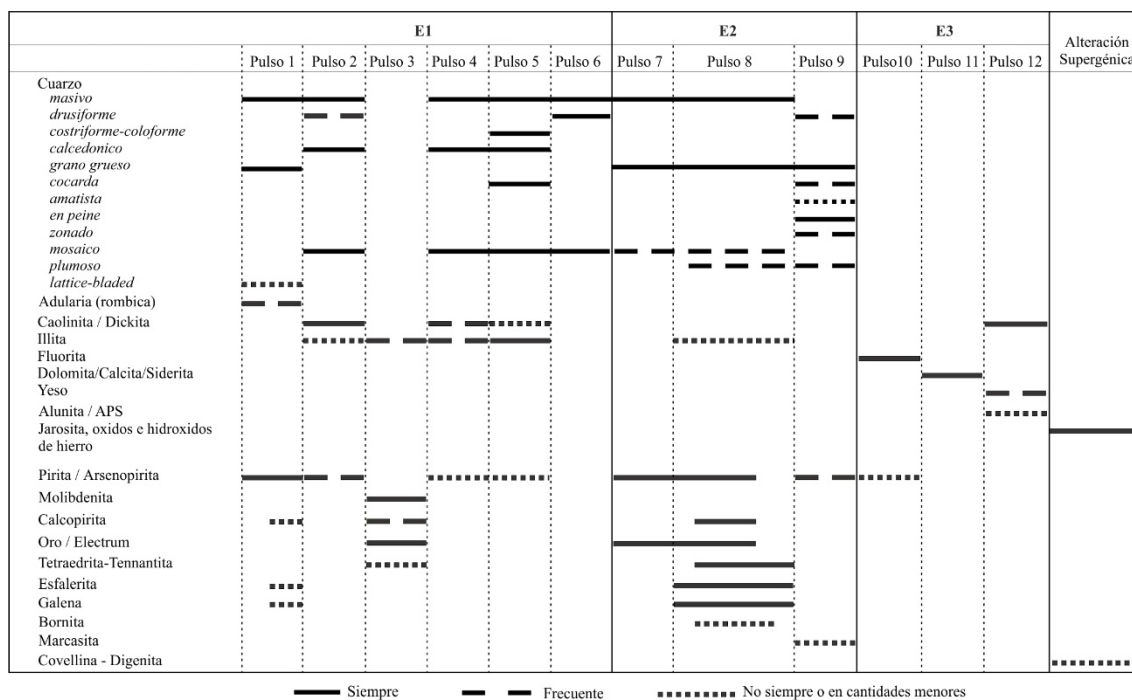 E1 E2 E3 Alteración Supergénica
Pulso 1 Pulso 2 Pulso 3 Pulso 4 Pulso 5 Pulso 6 Pulso 7 Pulso 8 Pulso 9 Pulso10 Pulso 11 Pulso 12
Cuarzo
masivo
drusiforme
costriforme-coloforme
calcedonico
grano grueso
cocarda
amatista
en peine
zonado
mosaico
plumoso
lattice-bladed
Adularia (rombica)
Caolinita / Dickita
Illita
Fluorita
Dolomita/Calcita/Siderita
Yeso
Alunita / APS
Jarosita, oxidos e hidroxidos
de hierro
Pirita / Arsenopirita
Molibdenita
Calcopirita
Oro / Electrum
Tetraedrita-Tennantita
Esfalerita
Galena
Bornita
Marcasita
Covellina - Digenita
Siempre Frecuente No siempre o en cantidades menores